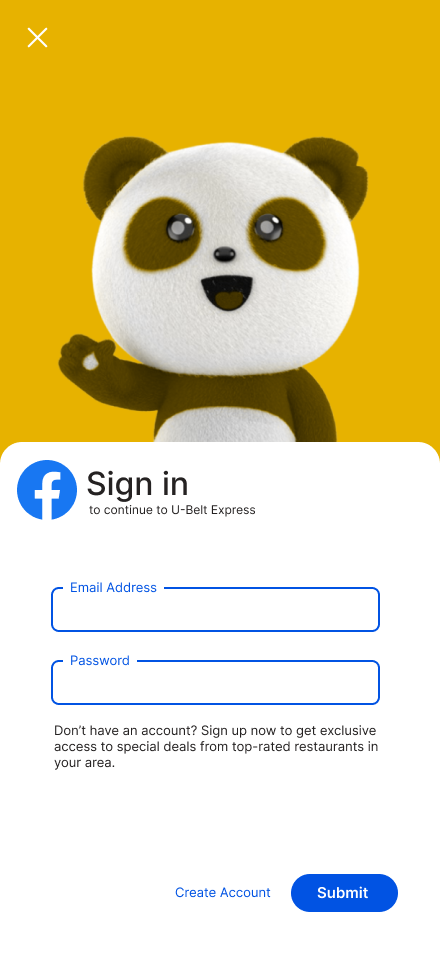 Sign in
to continue to U-Belt Express
Email Address
Password
Don’t have an account? Sign up now to get exclusive
access to special deals from top-rated restaurants in
your area.
Create Account
Submit